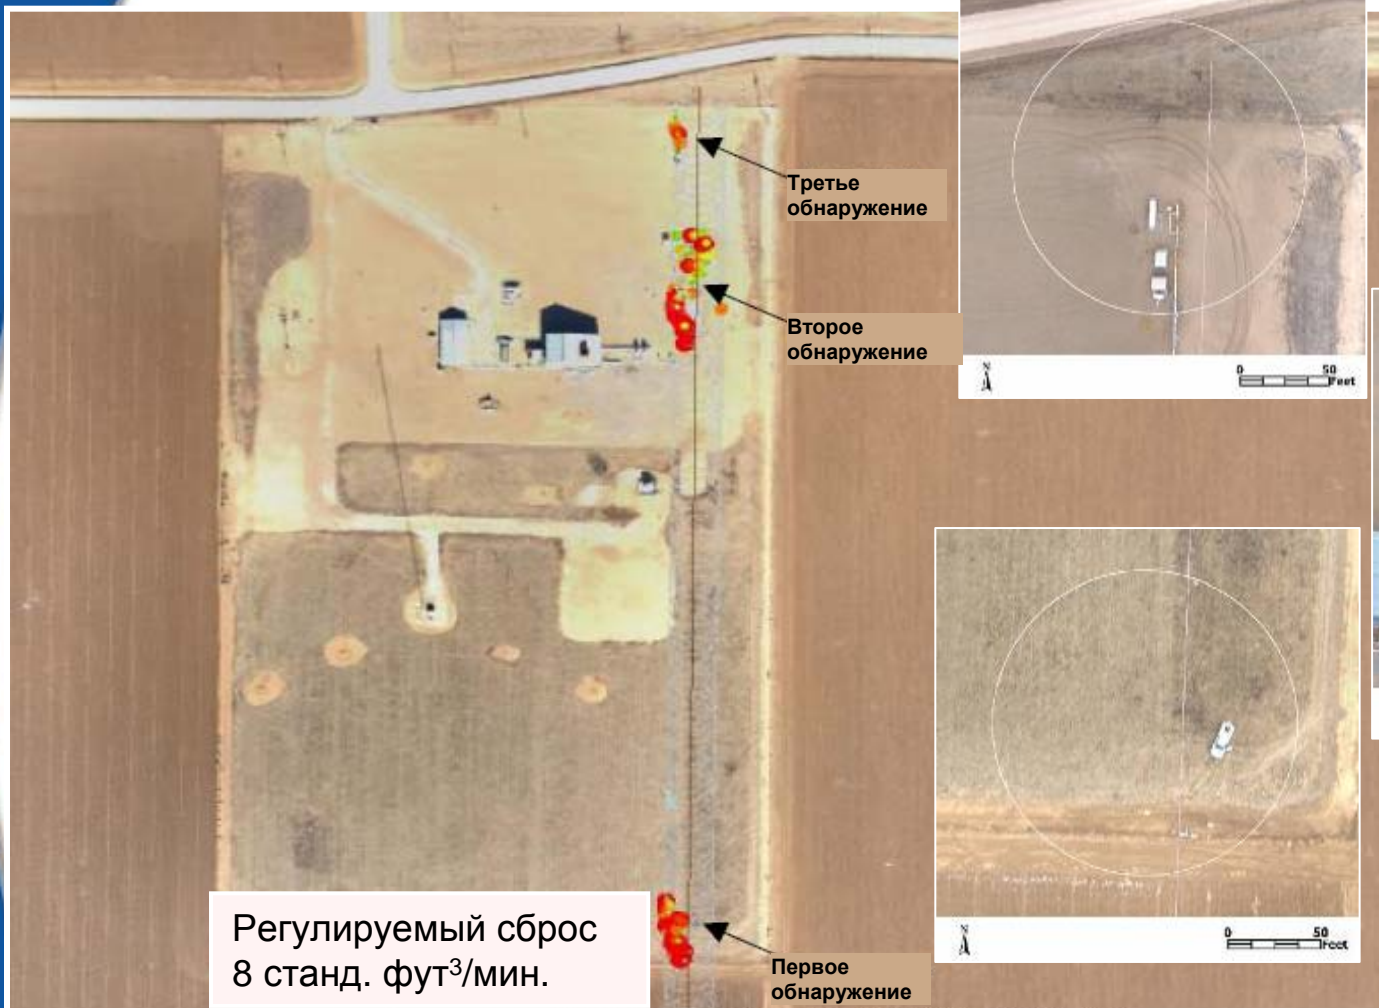 Третье
обнаружение
Второе
обнаружение
N
0 50
Feet
N
0 50
Feet
Регулируемый сброс
8 станд. фут³/мин.
Первое
обнаружение